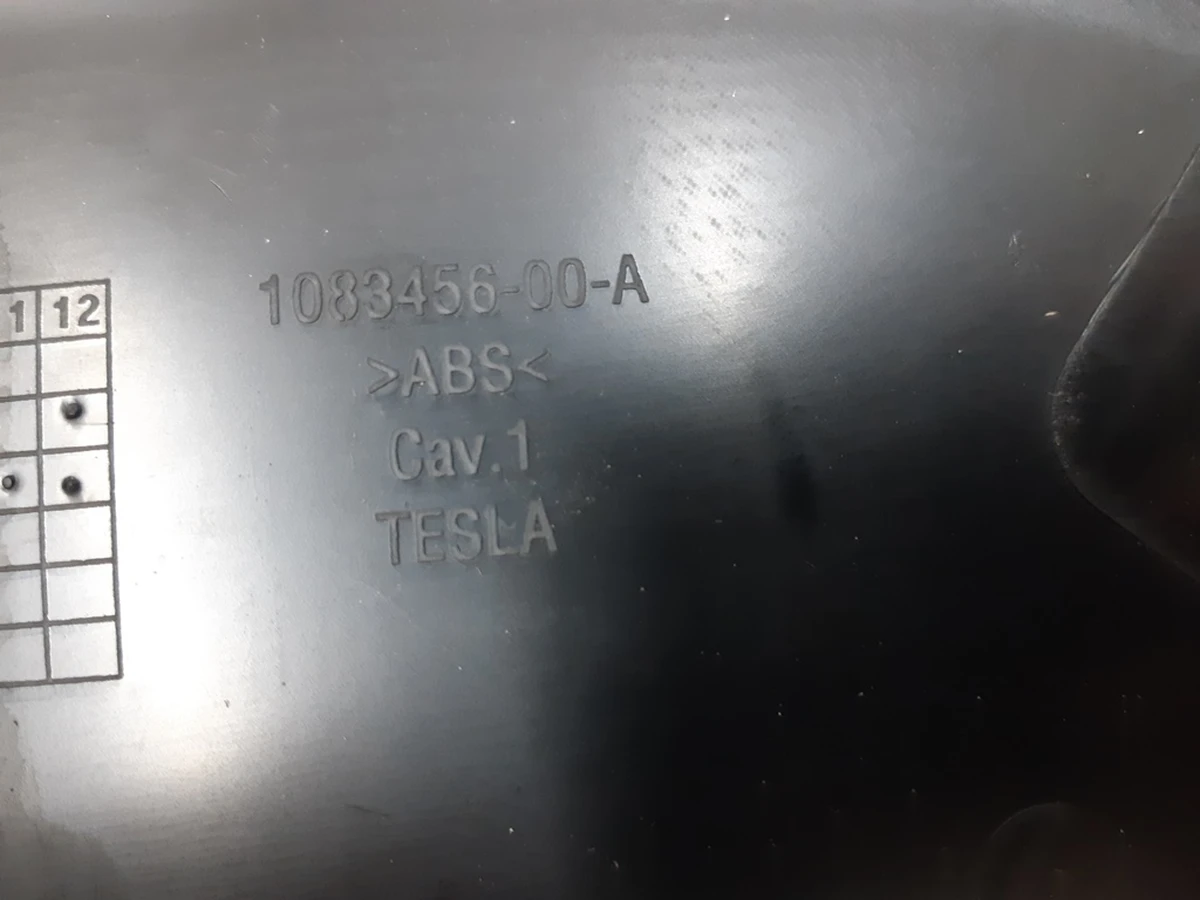 1083456-00-A
>ABS<
Cav.1
TESLA
1 12